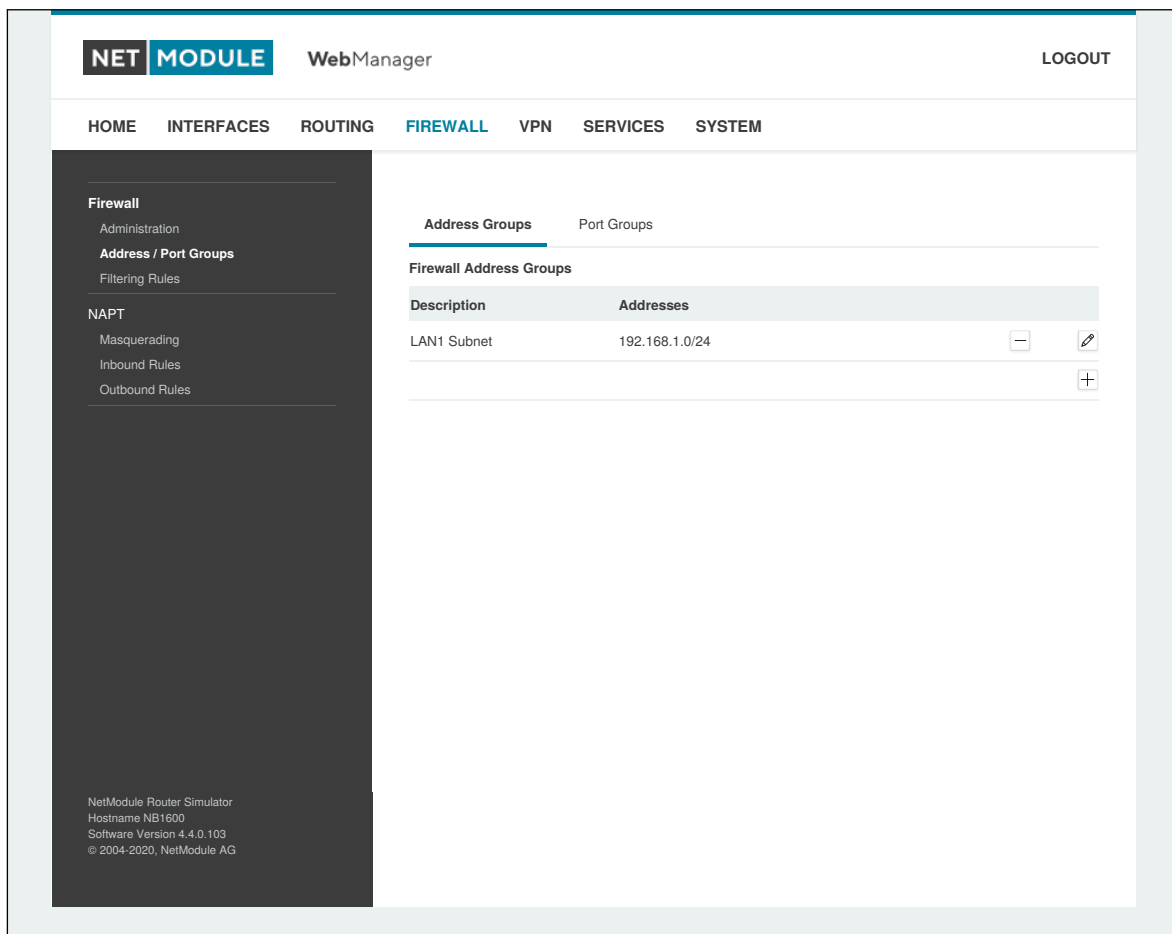 NET MODULE WebManager LOGOUT
HOME INTERFACES ROUTING FIREWALL VPN SERVICES SYSTEM
Firewall
Administration
Address / Port Groups
Filtering Rules
NAPT
Masquerading
Inbound Rules
Outbound Rules
Address Groups Port Groups
Firewall Address Groups
Description Addresses
LAN1 Subnet 192.168.1.0/24
NetModule Router Simulator
Hostname NB1600
Software Version 4.4.0.103
© 2004-2020, NetModule AG